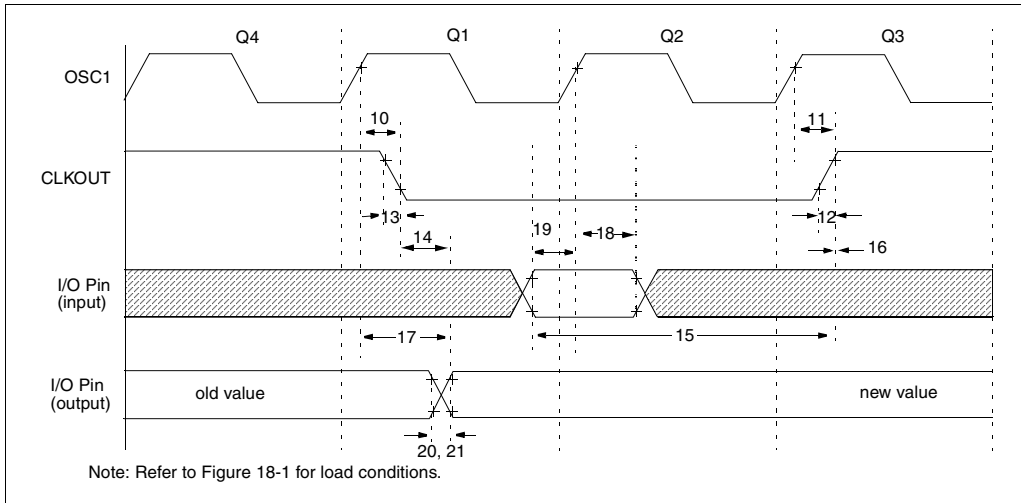 Q4 Q1 Q2 Q3
OSC1
10 11
CLKOUT
13 12
14 19 18 16
I/O Pin
(input)
17 15
I/O Pin
(output)
old value new value
20, 21
Note: Refer to Figure 18-1 for load conditions.